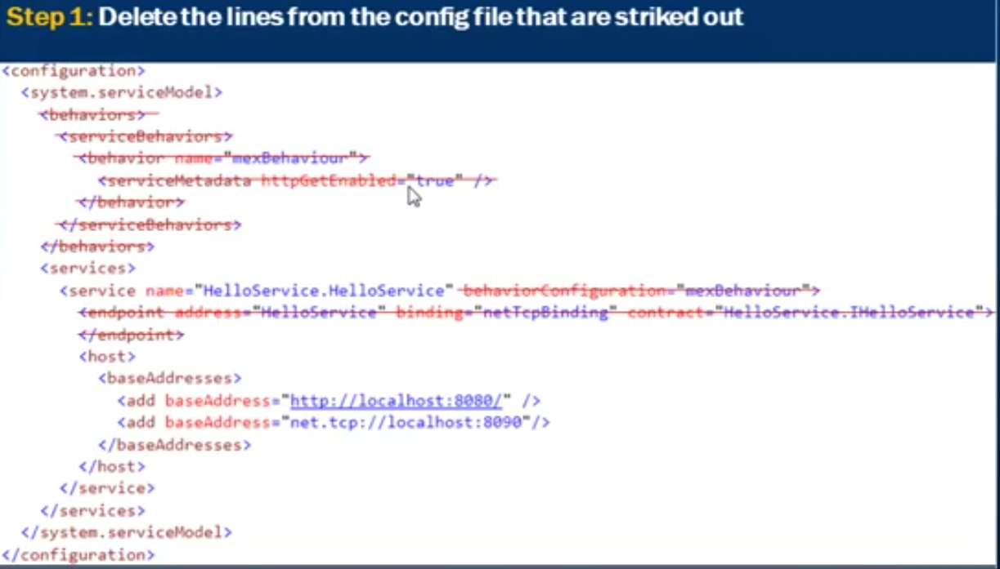 Step 1: Delete the lines from the config file that are striked out
<configuration>
<system.serviceModel>
<behaviors>
<serviceBehaviors>
<behavior name="mexBehaviour">
<serviceMetadata httpGetEnabled="true" />
</behavior>
</serviceBehaviors>
</behaviors>
<services>
<service name="HelloService.HelloService" behaviorConfiguration="mexBehaviour">
<endpoint address="HelloService" binding="netTcpBinding" contract="HelloService.IHelloService">
</endpoint>
<host>
<baseAddresses>
<add baseAddress="http://localhost:8080/" />
<add baseAddress="net.tcp://localhost:8090"/>
</baseAddresses>
</host>
</service>
</services>
</system.serviceModel>
</configuration>